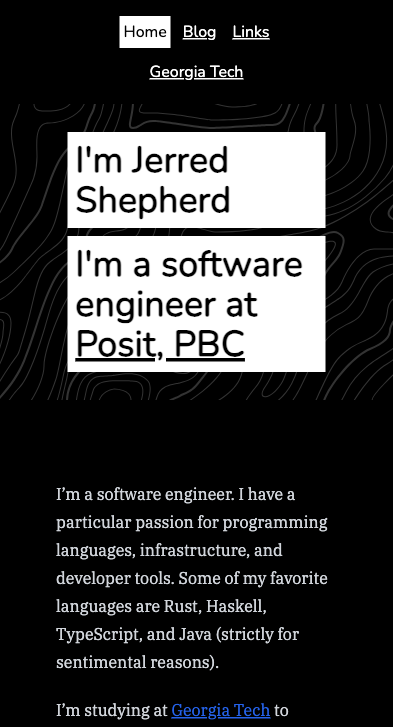 Home Blog Links
Georgia Tech
I'm Jerred
Shepherd
I'm a software
engineer at
Posit, PBC
I’m a software engineer. I have a
particular passion for programming
languages, infrastructure, and
developer tools. Some of my favorite
languages are Rust, Haskell,
TypeScript, and Java (strictly for
sentimental reasons).
I’m studying at Georgia Tech to